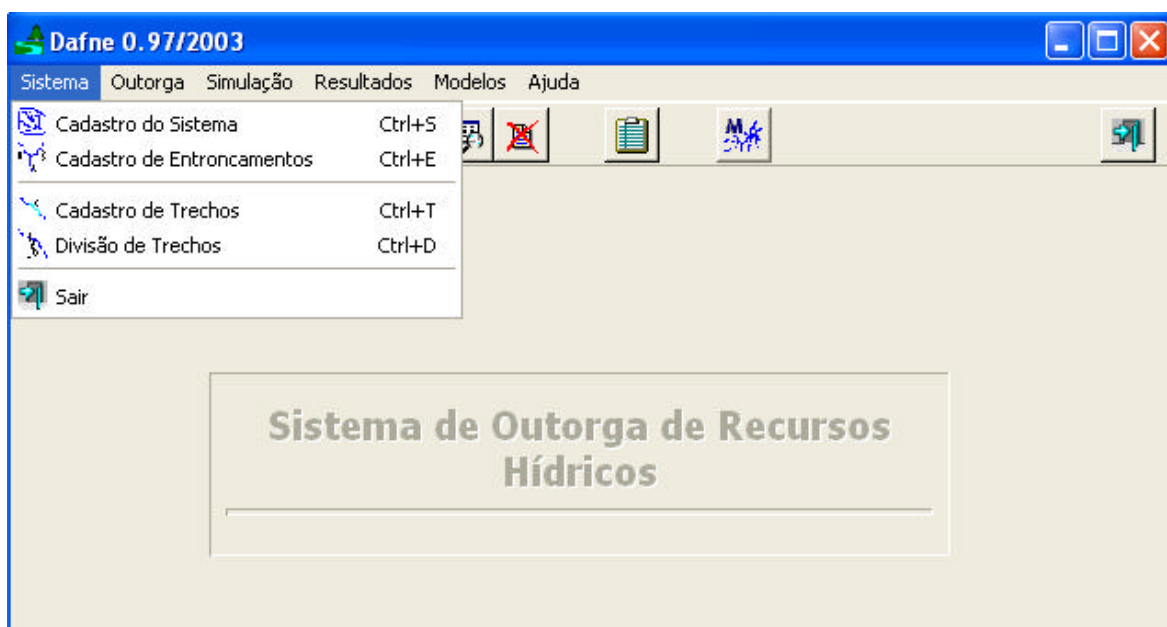 Dafne 0.97/2003
Sistema Outorga Simulação Resultados Modelos Ajuda
Cadastro do Sistema Ctrl+S
Cadastro de Entroncamentos Ctrl+E
Cadastro de Trechos Ctrl+T
Divisão de Trechos Ctrl+D
Sair
M
Sistema de Outorga de Recursos
Hídricos